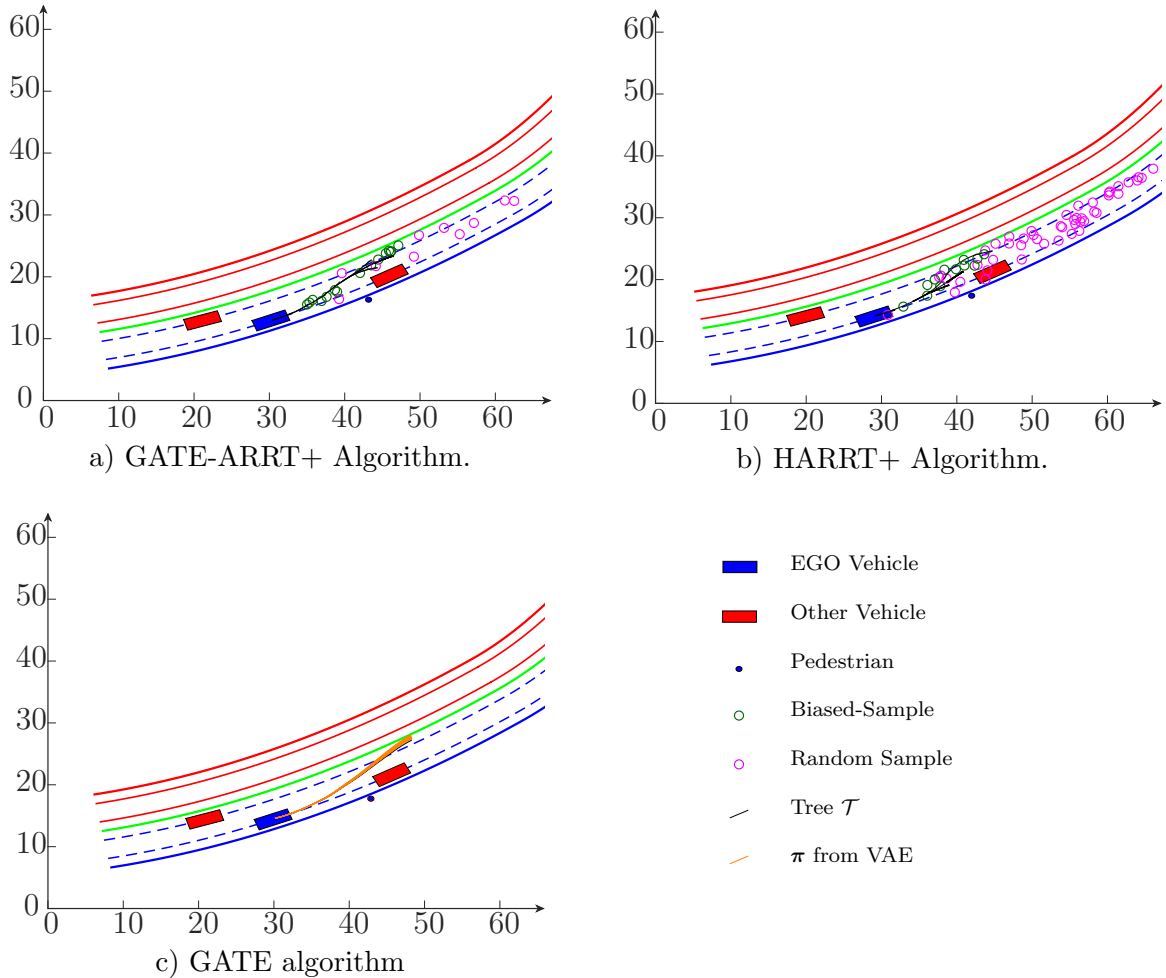 60
50
40
30
20
10
0
0 10 20 30 40 50 60
a) GATE-ARRT+ Algorithm.
60
50
40
30
20
10
0
0 10 20 30 40 50 60
b) HARRT+ Algorithm.
60
50
40
30
20
10
0
0 10 20 30 40 50 60
c) GATE algorithm
EGO Vehicle
Other Vehicle
Pedestrian
Biased-Sample
Random Sample
Tree 𝒯
π from VAE